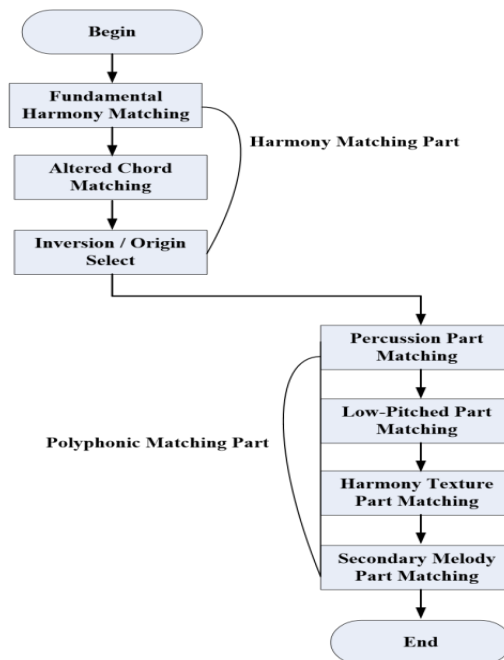 Begin
Fundamental
Harmony Matching
Harmony Matching Part
Altered Chord
Matching
Inversion / Origin
Select
Percussion Part
Matching
Low-Pitched Part
Matching
Polyphonic Matching Part
Harmony Texture
Part Matching
Secondary Melody
Part Matching
End